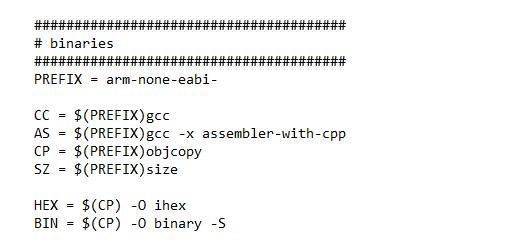 #######################################
# binaries
#######################################
PREFIX = arm-none-eabi-
CC = $(PREFIX)gcc
AS = $(PREFIX)gcc -x assembler-with-cpp
CP = $(PREFIX)objcopy
SZ = $(PREFIX)size
HEX = $(CP) -O ihex
BIN = $(CP) -O binary -S